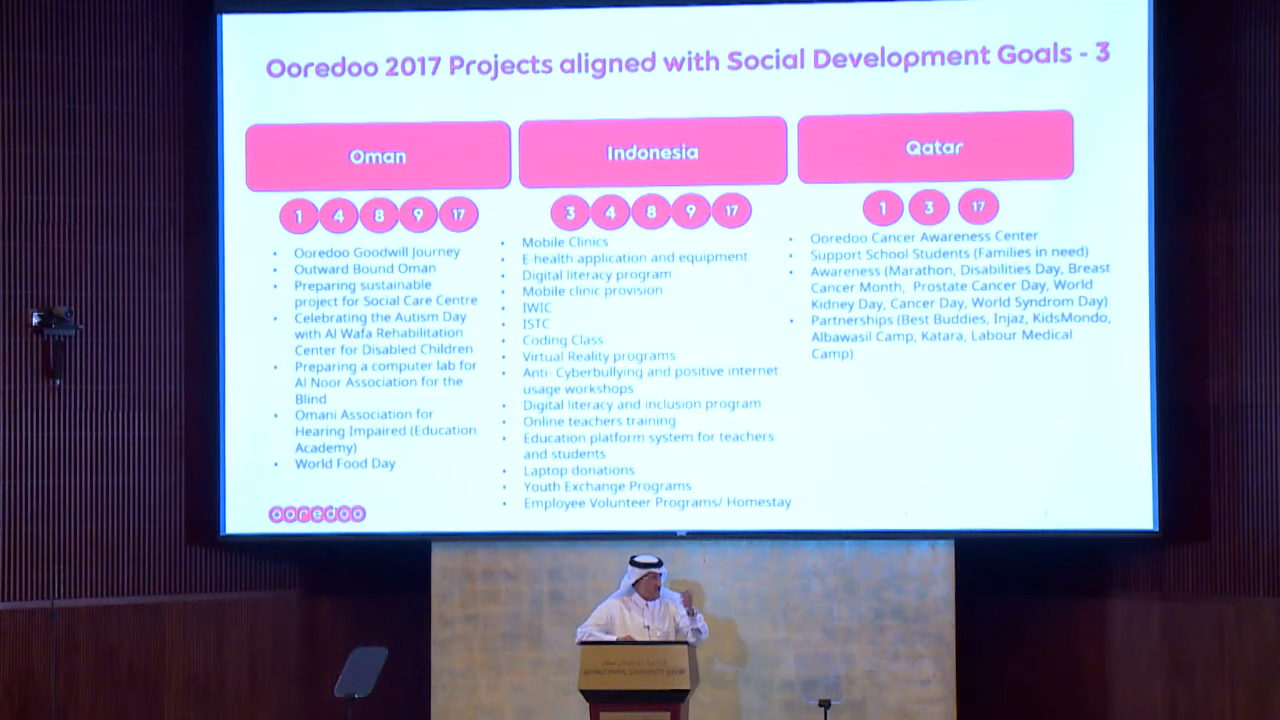 Ooredoo 2017 Projects aligned with Social Development Goals - 3
Oman
1 4 8 9 17
• Ooredoo Goodwill Journey
• Outward Bound Oman
• Preparing sustainable
project for Social Care Centre
• Celebrating the Autism Day
with Al Wafa Rehabilitation
Center for Disabled Children
• Preparing a computer lab for
Al Noor Association for the
Blind
• Omani Association for
Hearing Impaired (Education
Academy)
• World Food Day
Indonesia
3 4 8 9 17
• Mobile Clinics
• E-health application and equipment
• Digital literacy program
• Mobile clinic provision
• IWIC
• ISTC
• Coding Class
• Virtual Reality programs
• Anti- Cyberbullying and positive internet
usage workshops
• Digital literacy and inclusion program
• Online teachers training
• Education platform system for teachers
and students
• Laptop donations
• Youth Exchange Programs
• Employee Volunteer Programs/ Homestay
Qatar
1 3 17
• Ooredoo Cancer Awareness Center
• Support School Students (Families in need)
• Awareness (Marathon, Disabilities Day, Breast
Cancer Month, Prostate Cancer Day, World
Kidney Day, Cancer Day, World Syndrom Day)
• Partnerships (Best Buddies, Injaz, KidsMondo,
Albawasil Camp, Katara, Labour Medical
Camp)
ooredoo